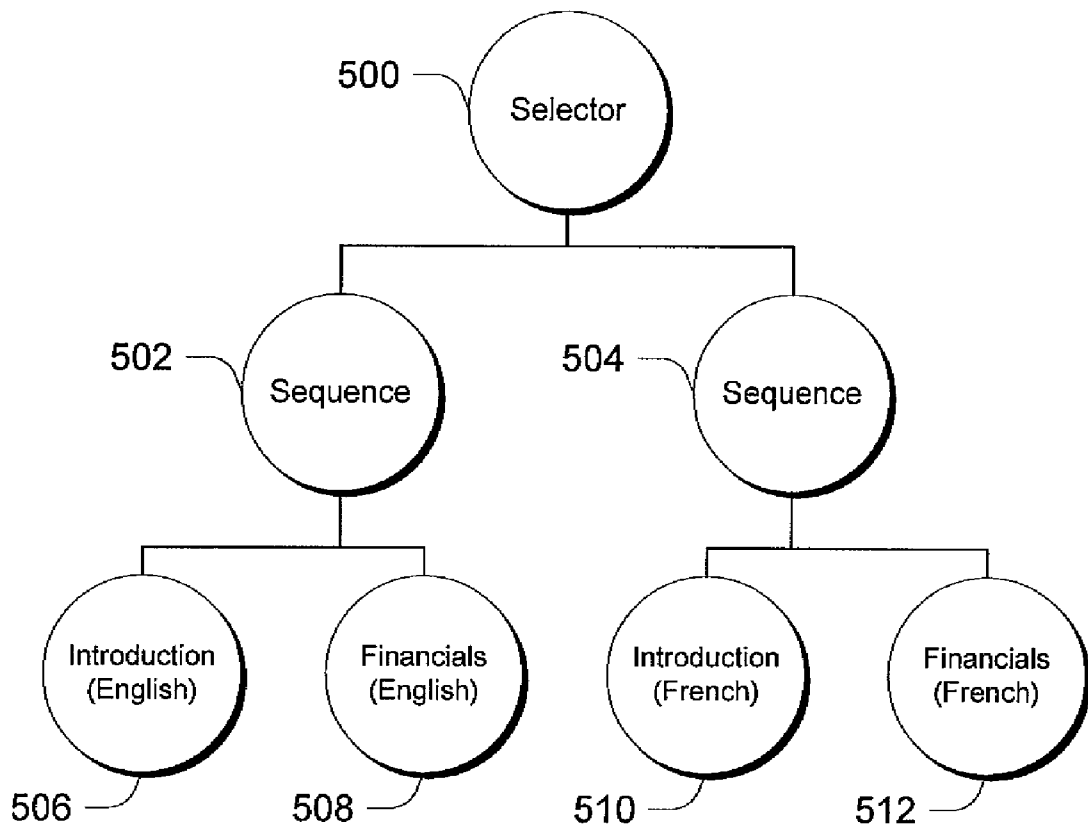 500
Selector
502
Sequence
504
Sequence
Introduction
(English)
Financials
(English)
Introduction
(French)
Financials
(French)
506
508
510
512